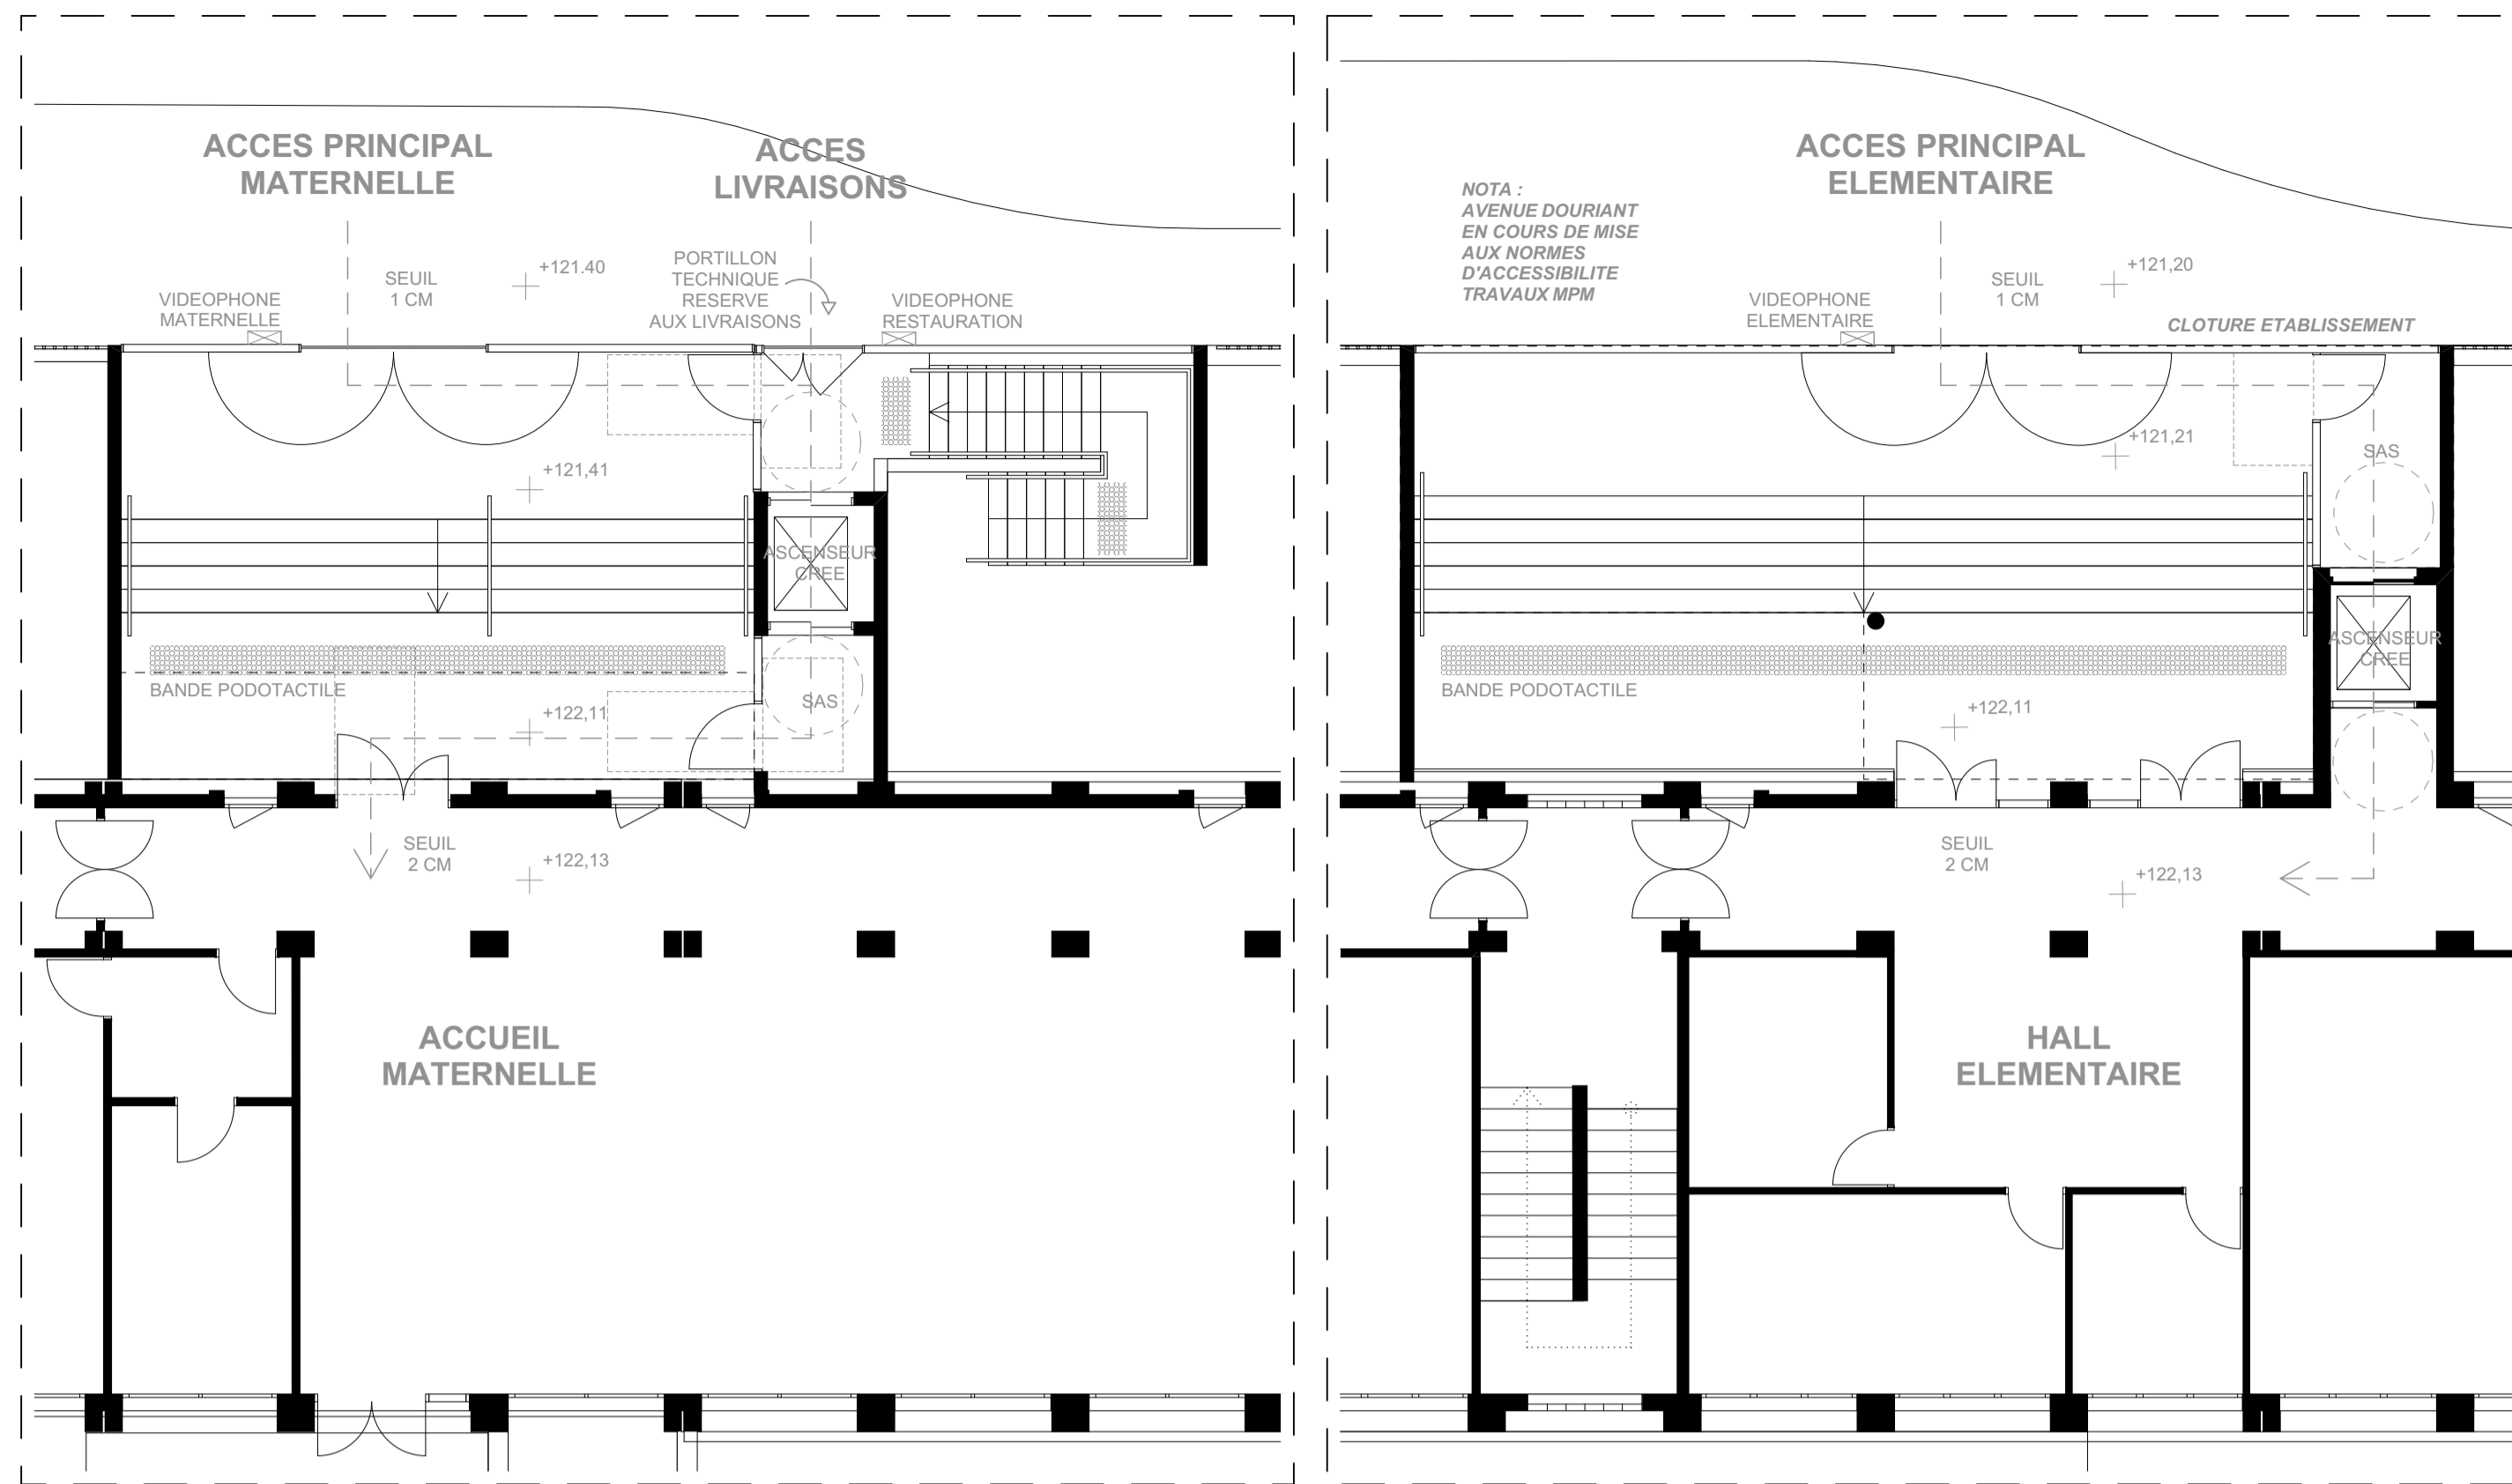 ACCES PRINCIPAL
MATERNELLE
ACCES
LIVRAISONS
SEUIL
1 CM
+121.40
PORTILLON
TECHNIQUE
RESERVE
AUX LIVRAISONS
VIDEOPHONE
MATERNELLE
VIDEOPHONE
RESTAURATION
+121,41
ASCENSEUR
CREE
BANDE PODOTACTILE
+122,11
SAS
SEUIL
2 CM
+122,13
ACCUEIL
MATERNELLE
ACCES PRINCIPAL
ELEMENTAIRE
NOTA :
AVENUE DOURIANT
EN COURS DE MISE
AUX NORMES
D'ACCESSIBILITE
TRAVAUX MPM
SEUIL
1 CM
+121,20
VIDEOPHONE
ELEMENTAIRE
CLOTURE ETABLISSEMENT
+121,21
SAS
ASCENSEUR
CREE
BANDE PODOTACTILE
+122,11
SEUIL
2 CM
+122,13
HALL
ELEMENTAIRE